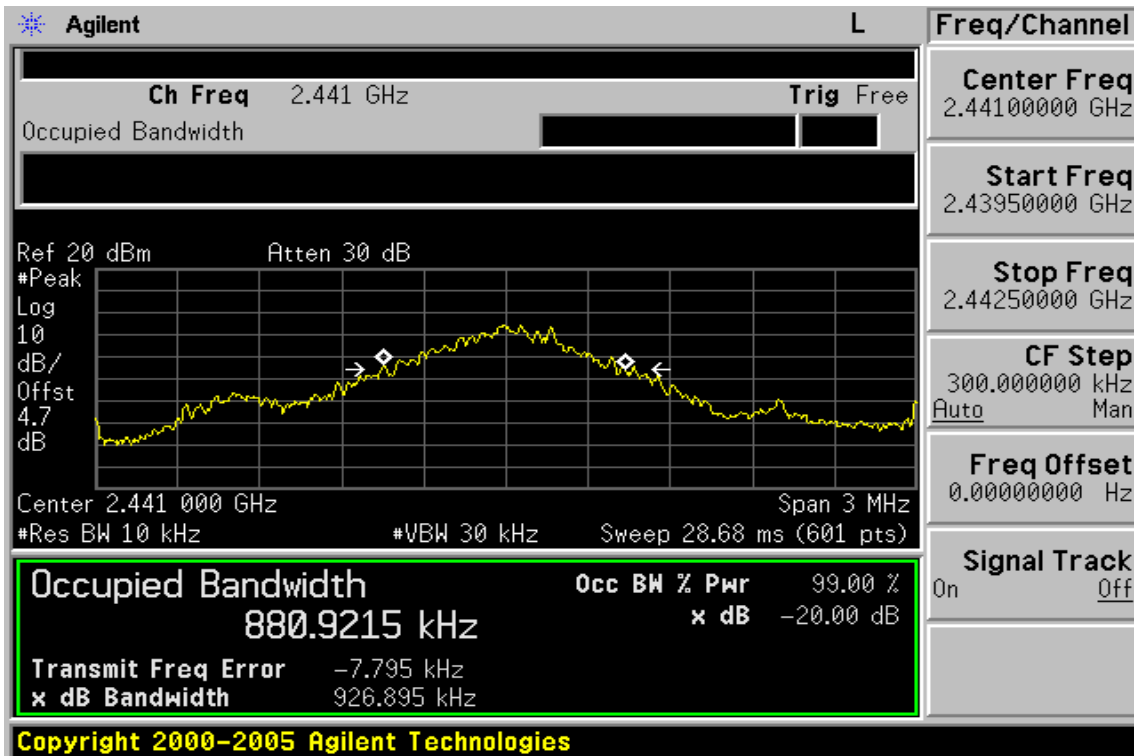 Agilent L
Ch Freq 2.441 GHz Trig Free
Occupied Bandwidth
Ref 20 dBm Atten 30 dB
#Peak
Log
10
dB/
Offst
4.7
dB
Center 2.441 000 GHz Span 3 MHz
#Res BW 10 kHz #VBW 30 kHz Sweep 28.68 ms (601 pts)
Occupied Bandwidth Occ BW % Pwr 99.00 %
880.9215 kHz x dB -20.00 dB
Transmit Freq Error -7.795 kHz
x dB Bandwidth 926.895 kHz
Copyright 2000-2005 Agilent Technologies
Freq/Channel
Center Freq
2.44100000 GHz
Start Freq
2.43950000 GHz
Stop Freq
2.44250000 GHz
CF Step
300.000000 kHz
Auto Man
Freq Offset
0.00000000 Hz
Signal Track
On Off